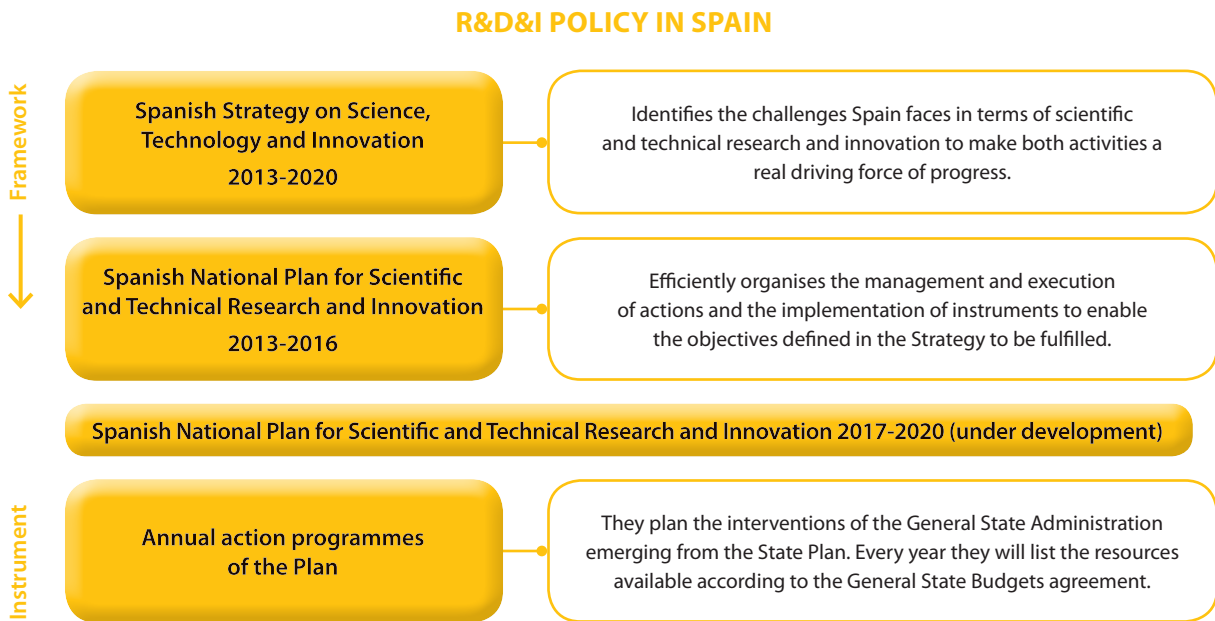 R&D&I POLICY IN SPAIN
Framework
Spanish Strategy on Science,
Technology and Innovation
2013-2020
Identifies the challenges Spain faces in terms of scientific
and technical research and innovation to make both activities a
real driving force of progress.
Spanish National Plan for Scientific
and Technical Research and Innovation
2013-2016
Efficiently organises the management and execution
of actions and the implementation of instruments to enable
the objectives defined in the Strategy to be fulfilled.
Spanish National Plan for Scientific and Technical Research and Innovation 2017-2020 (under development)
Instrument
Annual action programmes
of the Plan
They plan the interventions of the General State Administration
emerging from the State Plan. Every year they will list the resources
available according to the General State Budgets agreement.